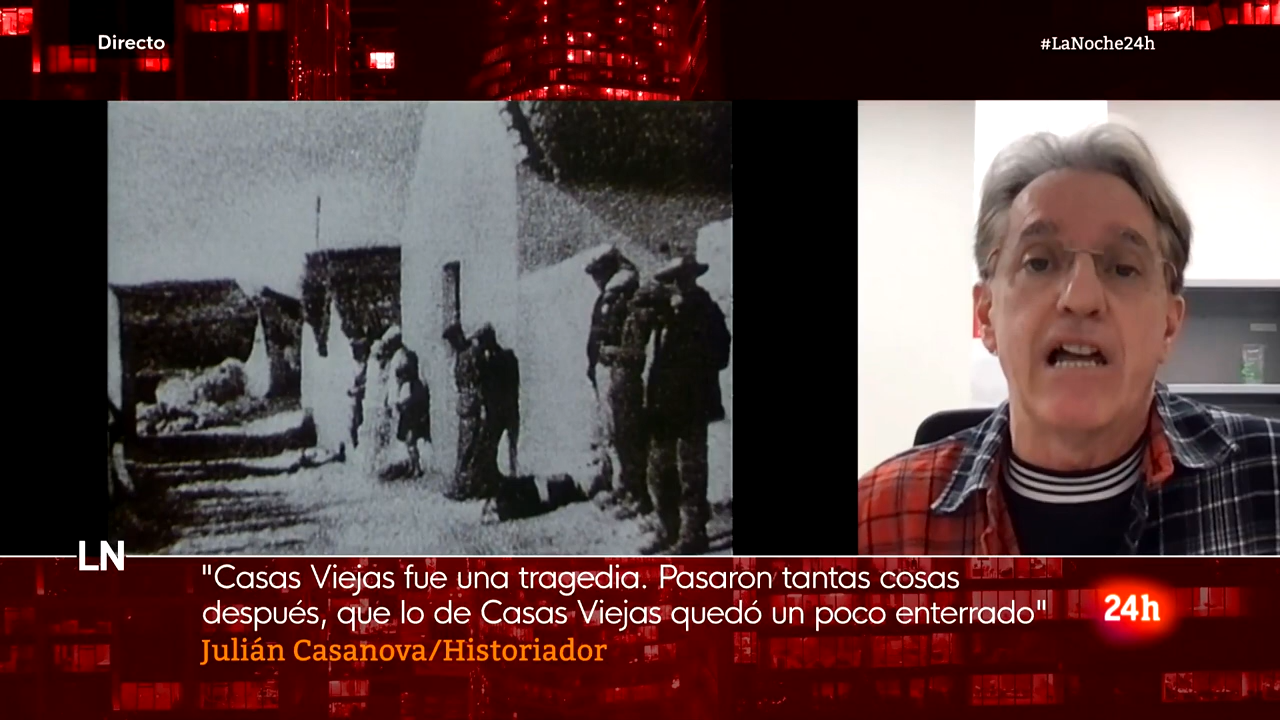 Directo
#LaNoche24h
LN
"Casas Viejas fue una tragedia. Pasaron tantas cosas
después, que lo de Casas Viejas quedó un poco enterrado"
24h
Julián Casanova/Historiador